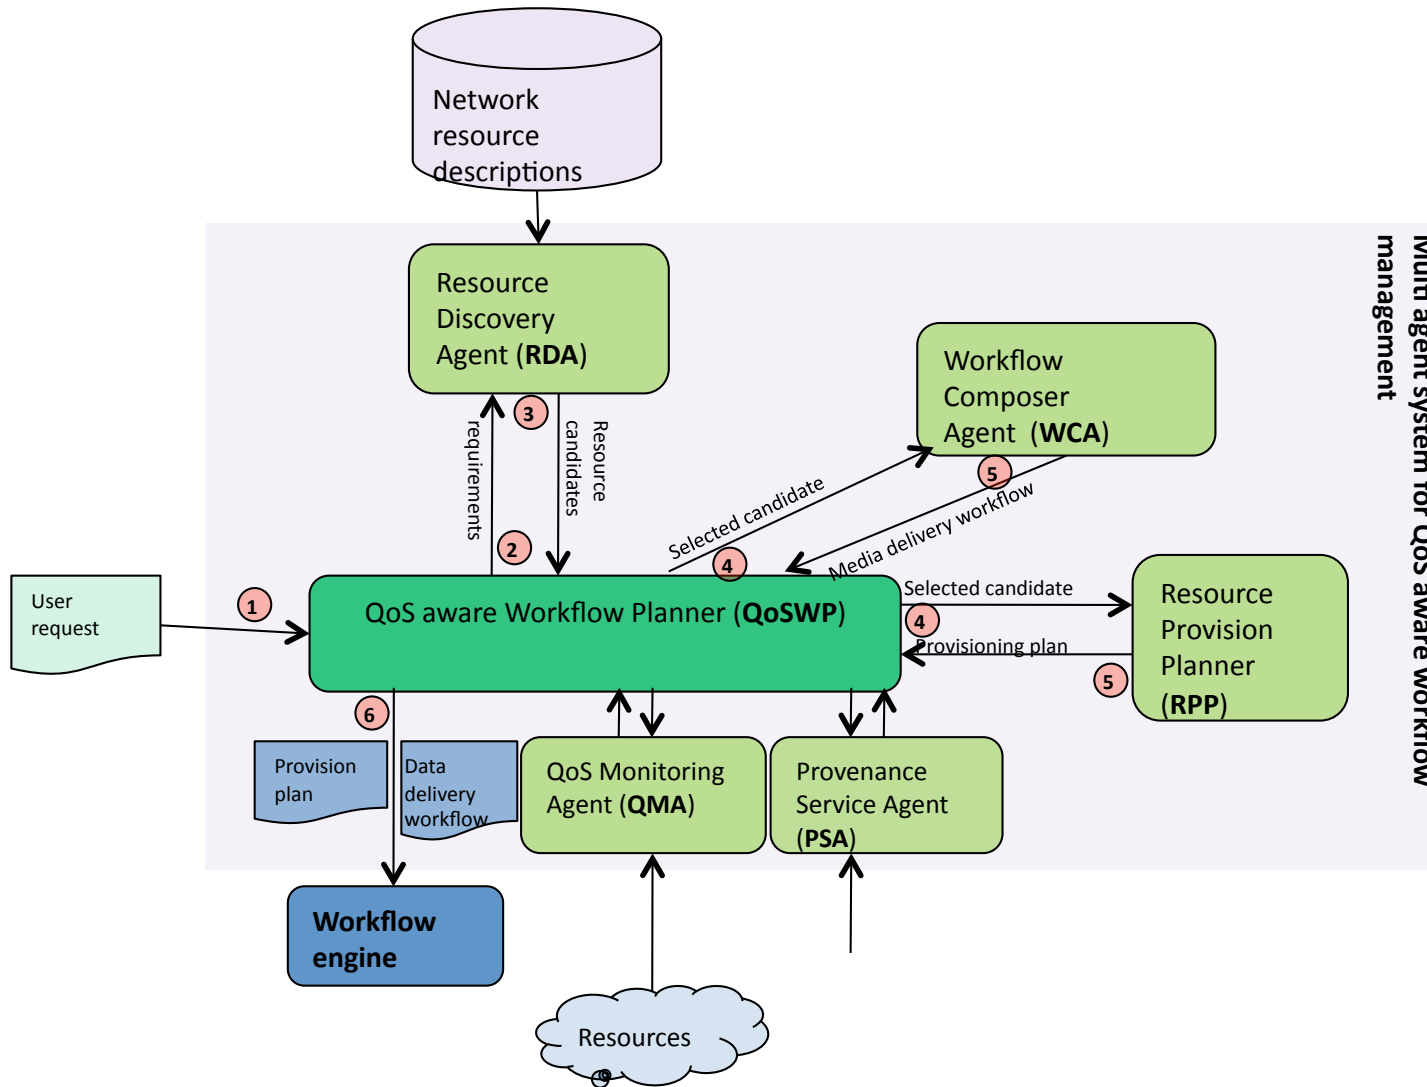 Network
resource
descriptions
Multi agent system for QoS aware workflow
management
Resource
Discovery
Agent (RDA)
Workflow
Composer
Agent  (WCA)
3
requirements
Resource
candidates
5
Selected candidate
Media delivery workflow
2
4
User
request
1
QoS aware Workflow Planner (QoSWP)
Selected candidate
4
Provisioning plan
5
Resource
Provision
Planner
(RPP)
6
Provision
plan
Data
delivery
workflow
QoS Monitoring
Agent (QMA)
Provenance
Service Agent
(PSA)
Workflow
engine
Resources